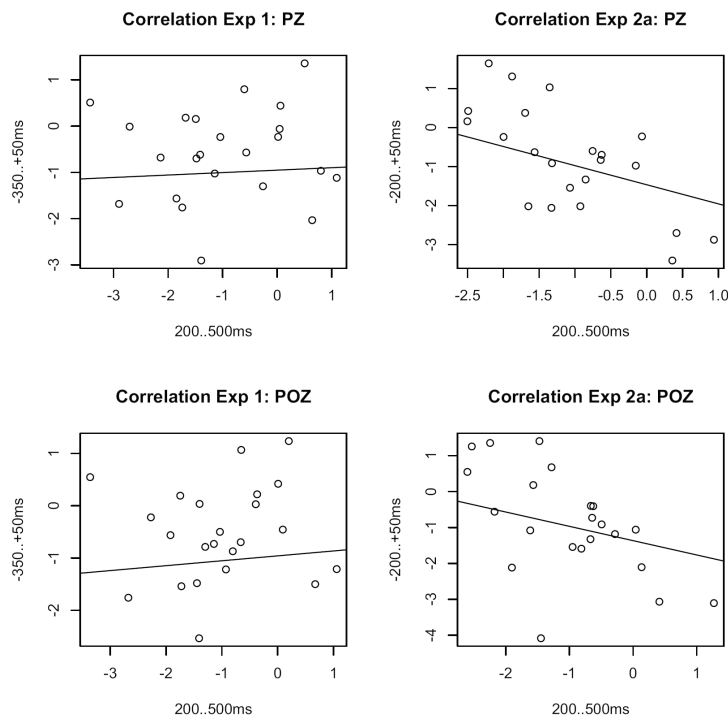 Correlation Exp 1: PZ
-350..+50ms
1
0
-1
-2
-3
-3 -2 -1 0 1
200..500ms
Correlation Exp 2a: PZ
-200..+50ms
1
0
-1
-2
-3
-2.5 -1.5 -0.5 0.0 0.5 1.0
200..500ms
Correlation Exp 1: POZ
-350..+50ms
1
0
-1
-2
-3 -2 -1 0 1
200..500ms
Correlation Exp 2a: POZ
-200..+50ms
1
0
-1
-2
-3
-4
-2 -1 0 1
200..500ms